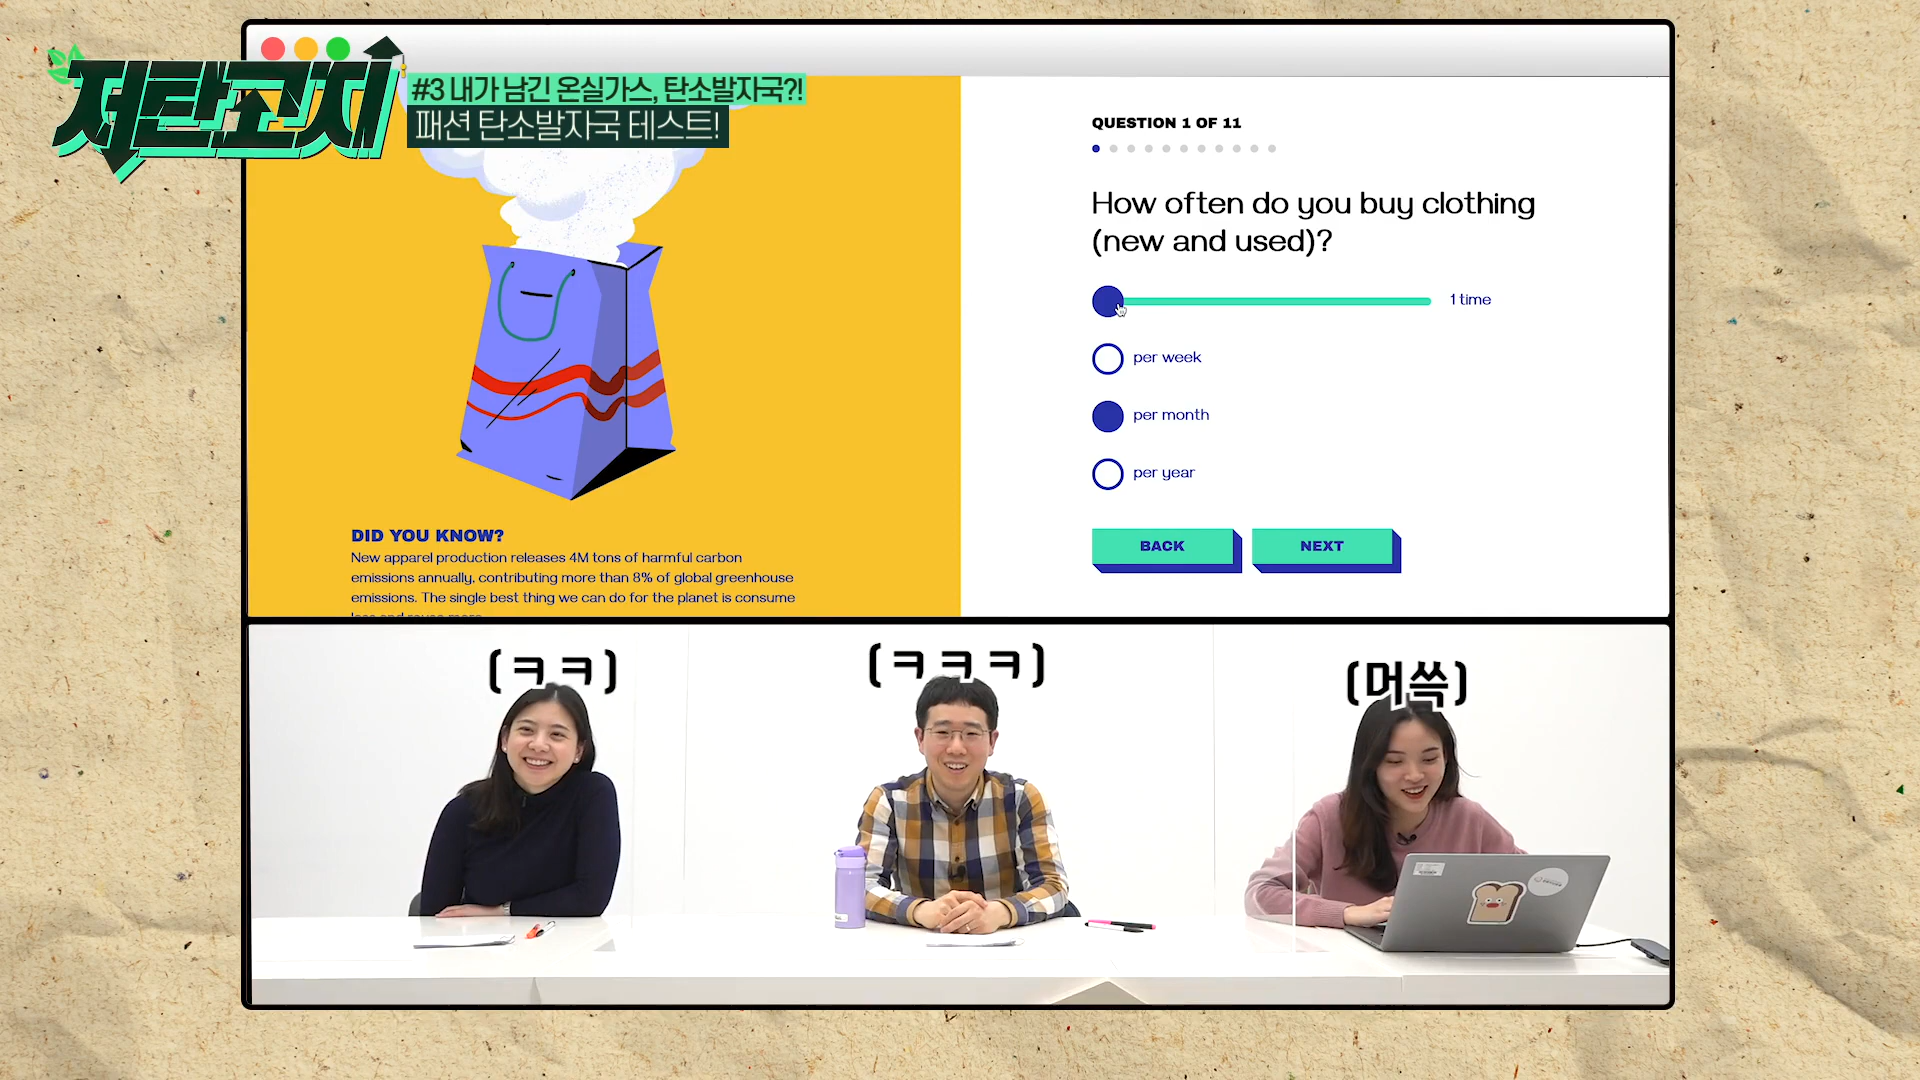 저탄고지
#3 내가 남긴 온실가스, 탄소발자국?!
패션 탄소발자국 테스트!
QUESTION 1 OF 11
How often do you buy clothing
(new and used)?
1 time
per week
per month
per year
BACK
NEXT
DID YOU KNOW?
New apparel production releases 4M tons of harmful carbon
emissions annually, contributing more than 8% of global greenhouse
emissions. The single best thing we can do for the planet is consume
(ㅋㅋ)
(ㅋㅋㅋ)
(머쓱)